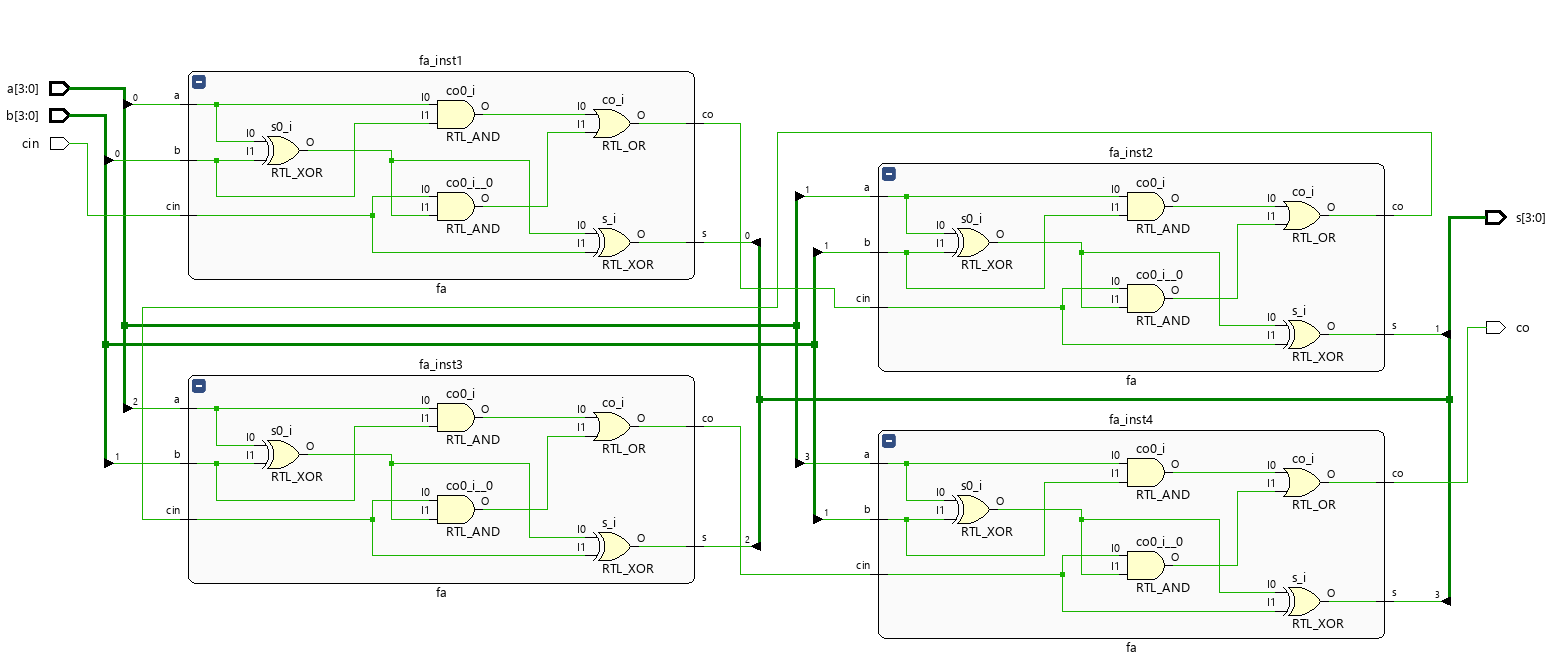 fa_inst1
a[3:0]
b[3:0]
cin
0
a
0
b
cin
I0
I1
s0_i
O
RTL_XOR
I0
I1
co0_i
O
RTL_AND
I0
I1
co0_i__0
O
RTL_AND
I0
I1
co_i
O
RTL_OR
I0
I1
s_i
O
RTL_XOR
co
s
0
fa
fa_inst2
1
a
1
b
cin
I0
I1
s0_i
O
RTL_XOR
I0
I1
co0_i
O
RTL_AND
I0
I1
co0_i__0
O
RTL_AND
I0
I1
co_i
O
RTL_OR
I0
I1
s_i
O
RTL_XOR
co
s
1
fa
s[3:0]
co
fa_inst3
2
a
1
b
cin
I0
I1
s0_i
O
RTL_XOR
I0
I1
co0_i
O
RTL_AND
I0
I1
co0_i__0
O
RTL_AND
I0
I1
co_i
O
RTL_OR
I0
I1
s_i
O
RTL_XOR
co
s
2
fa
fa_inst4
3
a
1
b
cin
I0
I1
s0_i
O
RTL_XOR
I0
I1
co0_i
O
RTL_AND
I0
I1
co0_i__0
O
RTL_AND
I0
I1
co_i
O
RTL_OR
I0
I1
s_i
O
RTL_XOR
co
s
3
fa